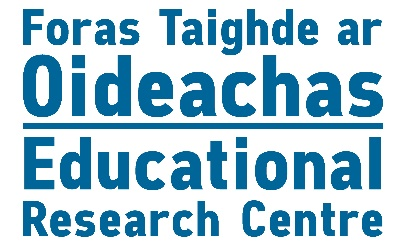 Foras Taighde ar
Oideachas
Educational
Research Centre